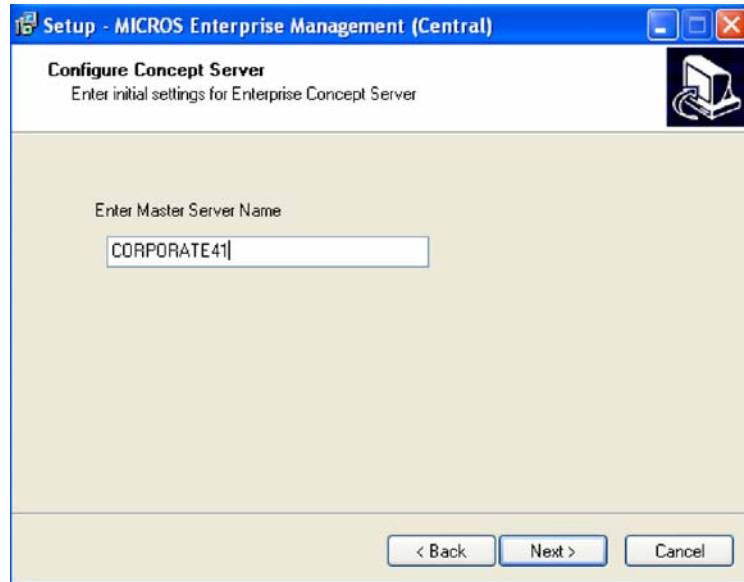 Setup - MICROS Enterprise Management (Central)
Configure Concept Server
Enter initial settings for Enterprise Concept Server
Enter Master Server Name
CORPORATE41
< Back Next > Cancel